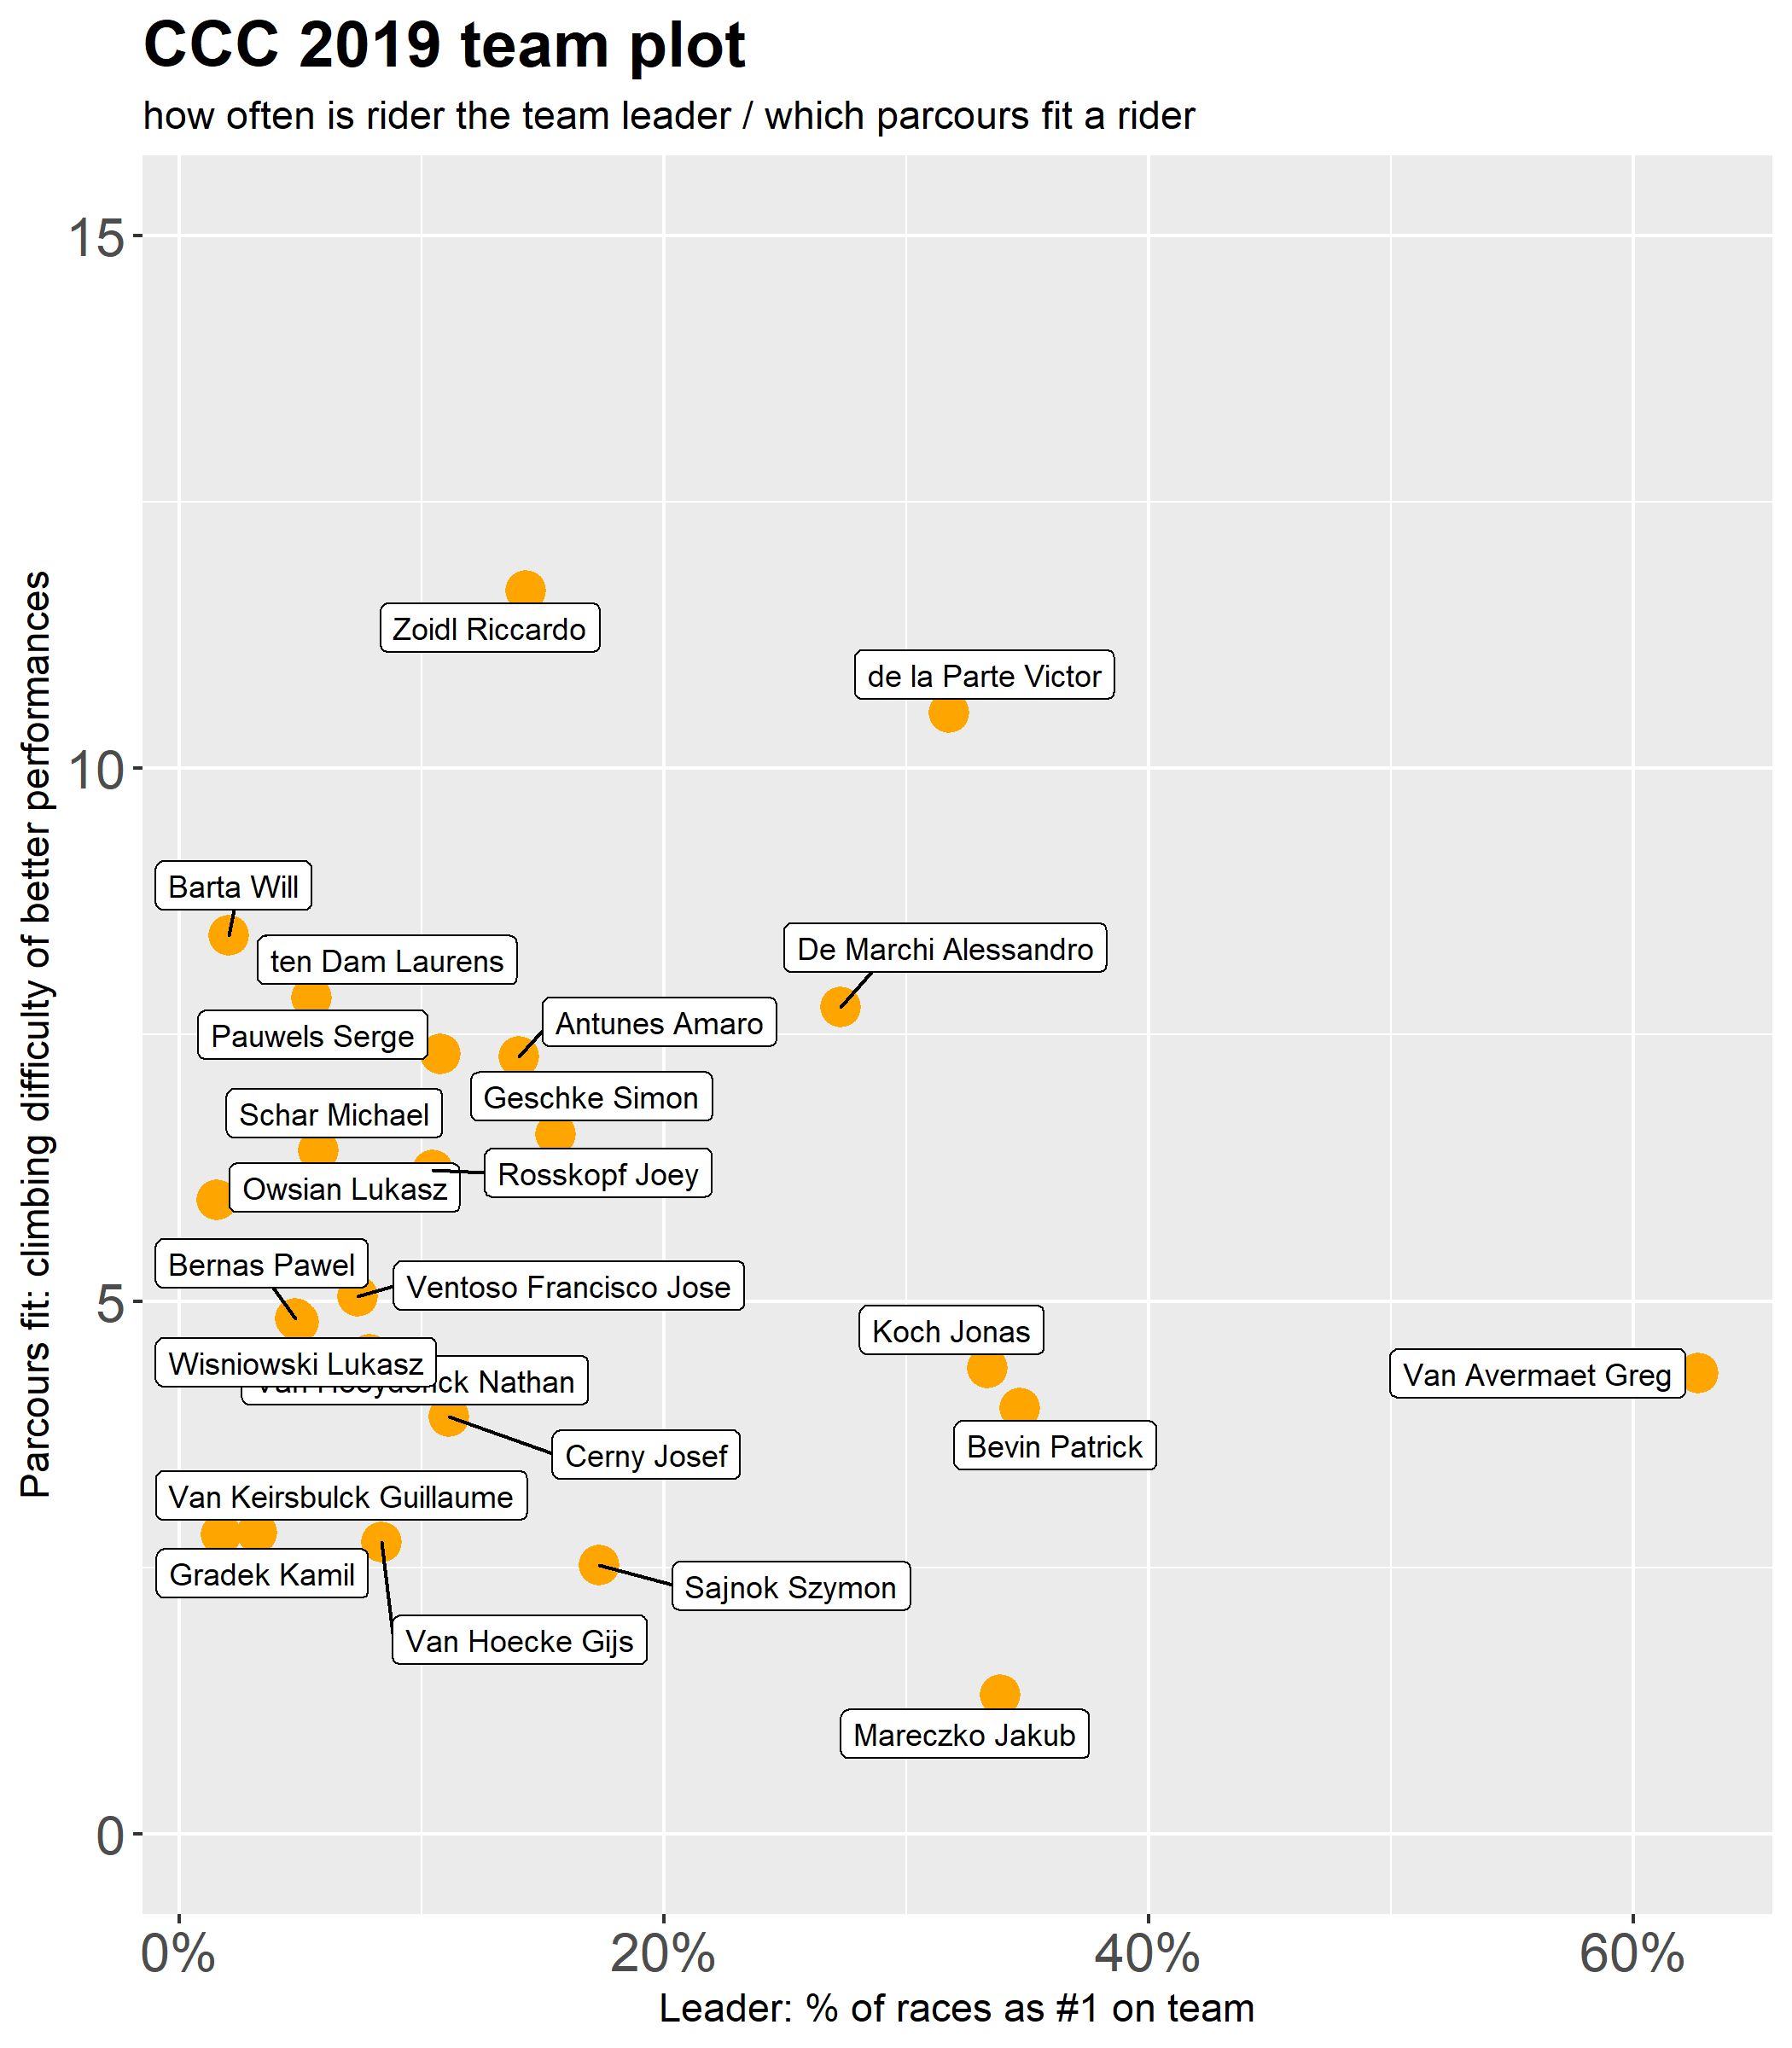 CCC 2019 team plot
how often is rider the team leader / which parcours fit a rider
15
10
5
0
Parcours fit: climbing difficulty of better performances
Zoidl Riccardo
de la Parte Victor
Barta Will
De Marchi Alessandro
ten Dam Laurens
Antunes Amaro
Pauwels Serge
Geschke Simon
Schar Michael
Rosskopf Joey
Owsian Lukasz
Bernas Pawel
Ventoso Francisco Jose
Koch Jonas
Wisniowski Lukasz
Van Avermaet Greg
Nathan
Bevin Patrick
Cerny Josef
Van Keirsbulck Guillaume
Gradek Kamil
Sajnok Szymon
Van Hoecke Gijs
Mareczko Jakub
0%
20%
40%
60%
Leader: % of races as #1 on team